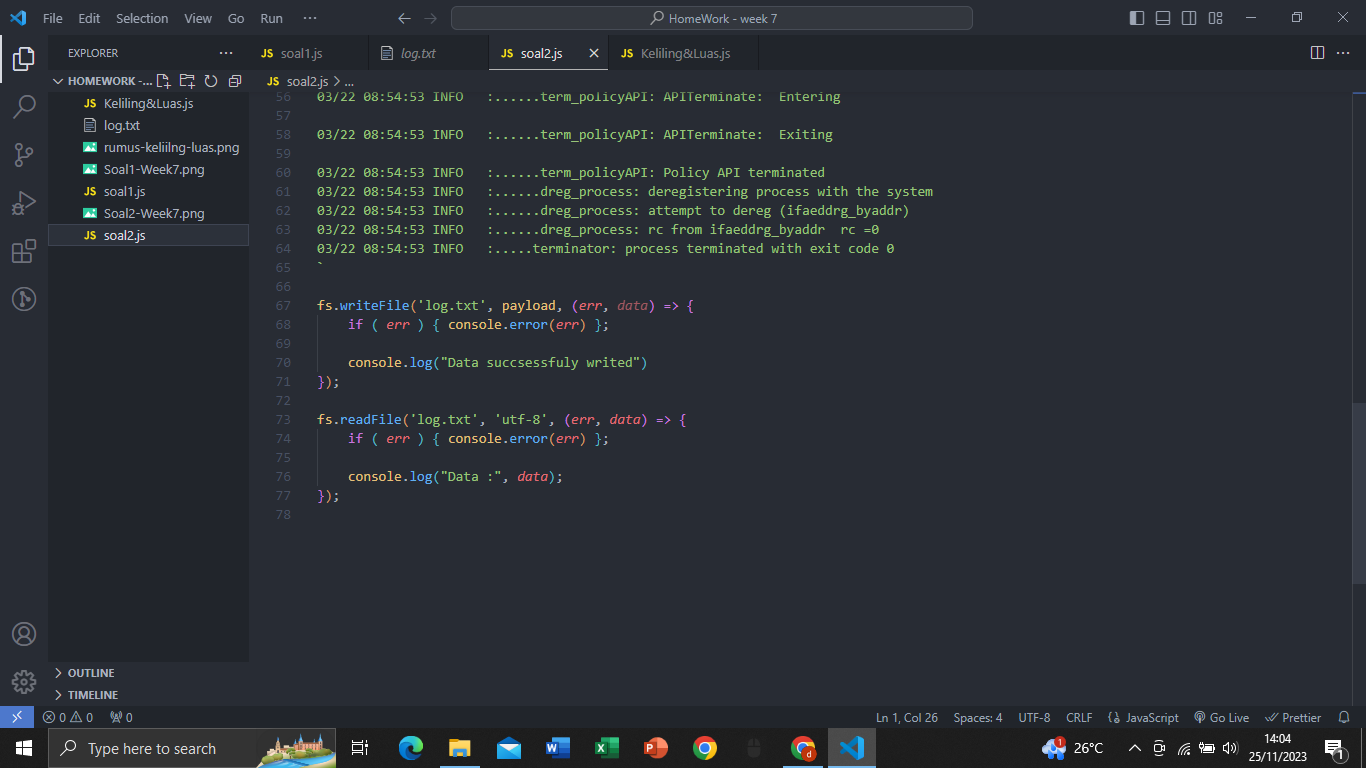 File Edit Selection View Go Run ··· HomeWork - week 7
EXPLORER ···
HOMEWORK -...
JS Keliling&Luas.js
log.txt
rumus-keliilng-luas.png
Soal1-Week7.png
JS soal1.js
Soal2-Week7.png
JS soal2.js
OUTLINE
TIMELINE
JS soal1.js log.txt JS soal2.js JS Keliling&Luas.js ···
JS soal2.js > ...
56 03/22 08:54:53 INFO   :......term_policyAPI: APITerminate:  Entering
57
58 03/22 08:54:53 INFO   :......term_policyAPI: APITerminate:  Exiting
59
60 03/22 08:54:53 INFO   :......term_policyAPI: Policy API terminated
61 03/22 08:54:53 INFO   :......dreg_process: deregistering process with the system
62 03/22 08:54:53 INFO   :......dreg_process: attempt to dereg (ifaeddrg_byaddr)
63 03/22 08:54:53 INFO   :......dreg_process: rc from ifaeddrg_byaddr  rc =0
64 03/22 08:54:53 INFO   :.....terminator: process terminated with exit code 0
65 `
66
67 fs.writeFile('log.txt', payload, (err, data) => {
68     if ( err ) { console.error(err) };
69
70     console.log("Data succsessfuly writed")
71 });
72
73 fs.readFile('log.txt', 'utf-8', (err, data) => {
74     if ( err ) { console.error(err) };
75
76     console.log("Data :", data);
77 });
78
0 0 0 Ln 1, Col 26 Spaces: 4 UTF-8 CRLF {} JavaScript Go Live Prettier
Type here to search 1 26°C 14:04 1
25/11/2023